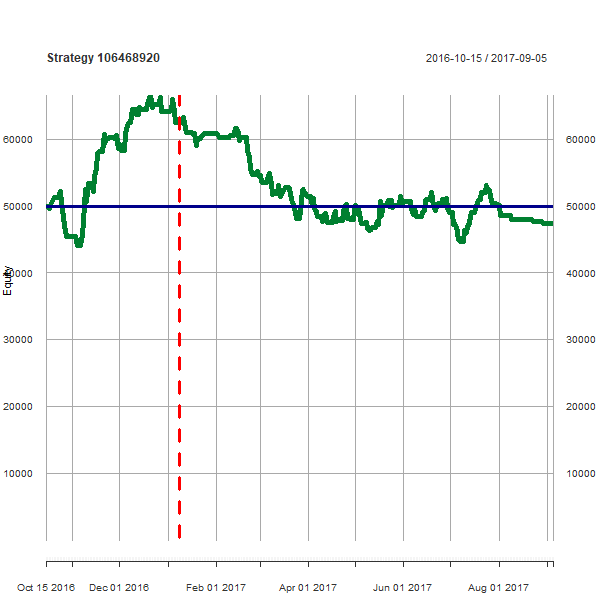 Strategy 106468920 2016-10-15 / 2017-09-05
60000 60000
50000 50000
Equity
40000 40000
30000 30000
20000 20000
10000 10000
Oct 15 2016 Dec 01 2016 Feb 01 2017 Apr 01 2017 Jun 01 2017 Aug 01 2017